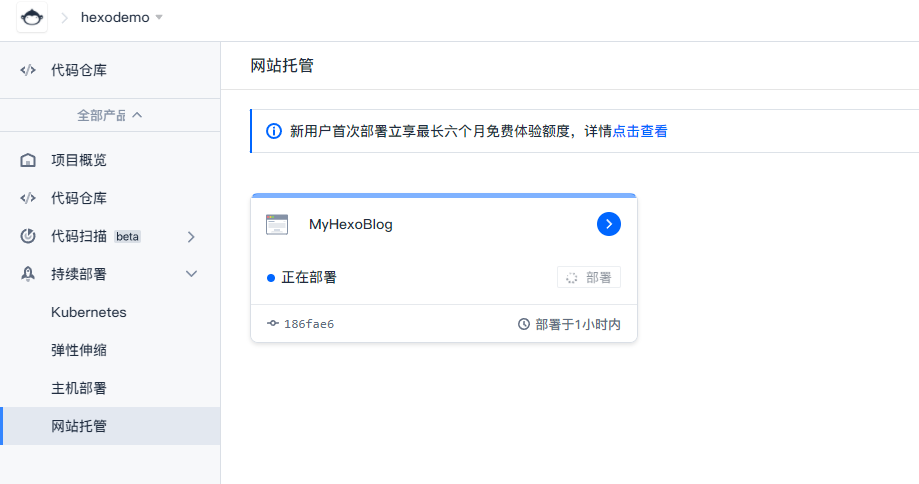 hexodemo
代码仓库
全部产品
项目概览
代码仓库
代码扫描 beta
持续部署
Kubernetes
弹性伸缩
主机部署
网站托管
网站托管
新用户首次部署立享最长六个月免费体验额度，详情点击查看
MyHexoBlog
正在部署 部署
186fae6 部署于1小时内